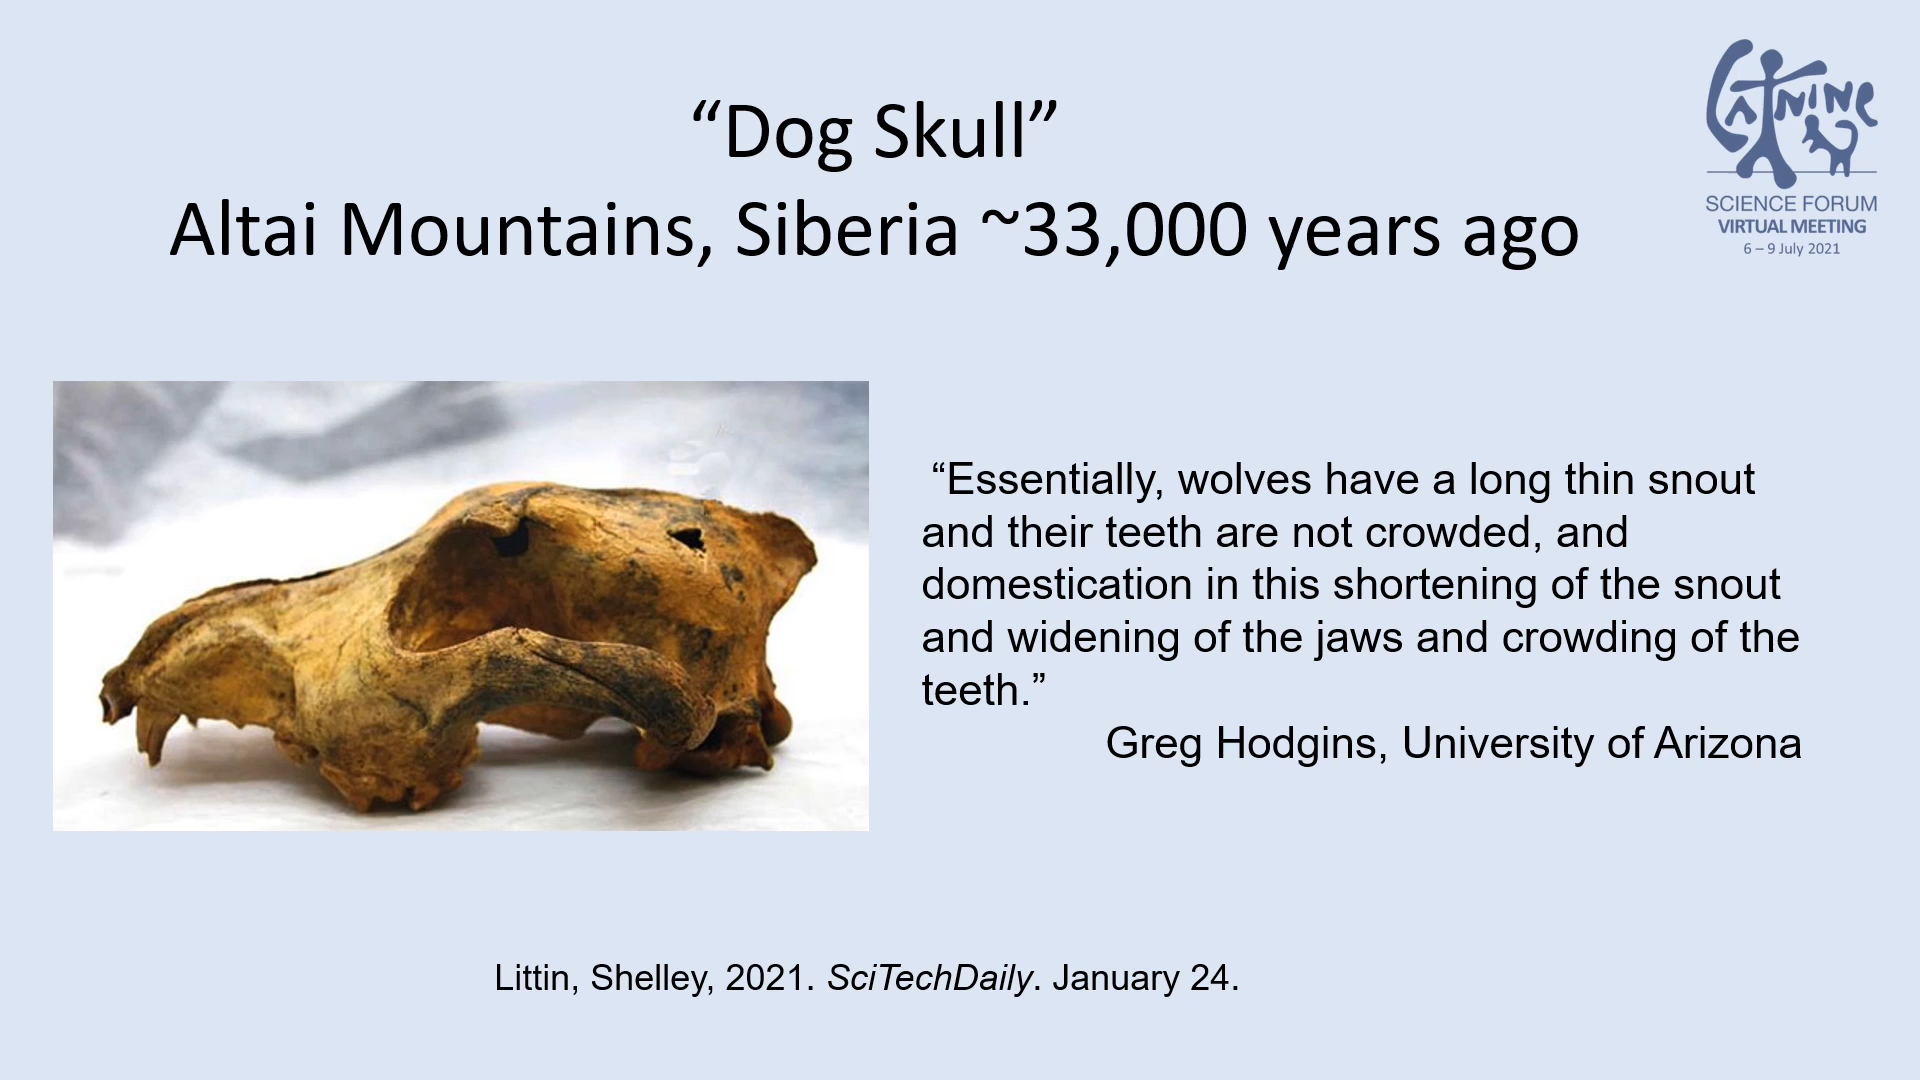 “Dog Skull”
Altai Mountains, Siberia ~33,000 years ago
CANINE
SCIENCE FORUM
VIRTUAL MEETING
6 – 9 July 2021
“Essentially, wolves have a long thin snout
and their teeth are not crowded, and
domestication in this shortening of the snout
and widening of the jaws and crowding of the
teeth.”
Greg Hodgins, University of Arizona
Littin, Shelley, 2021. SciTechDaily. January 24.